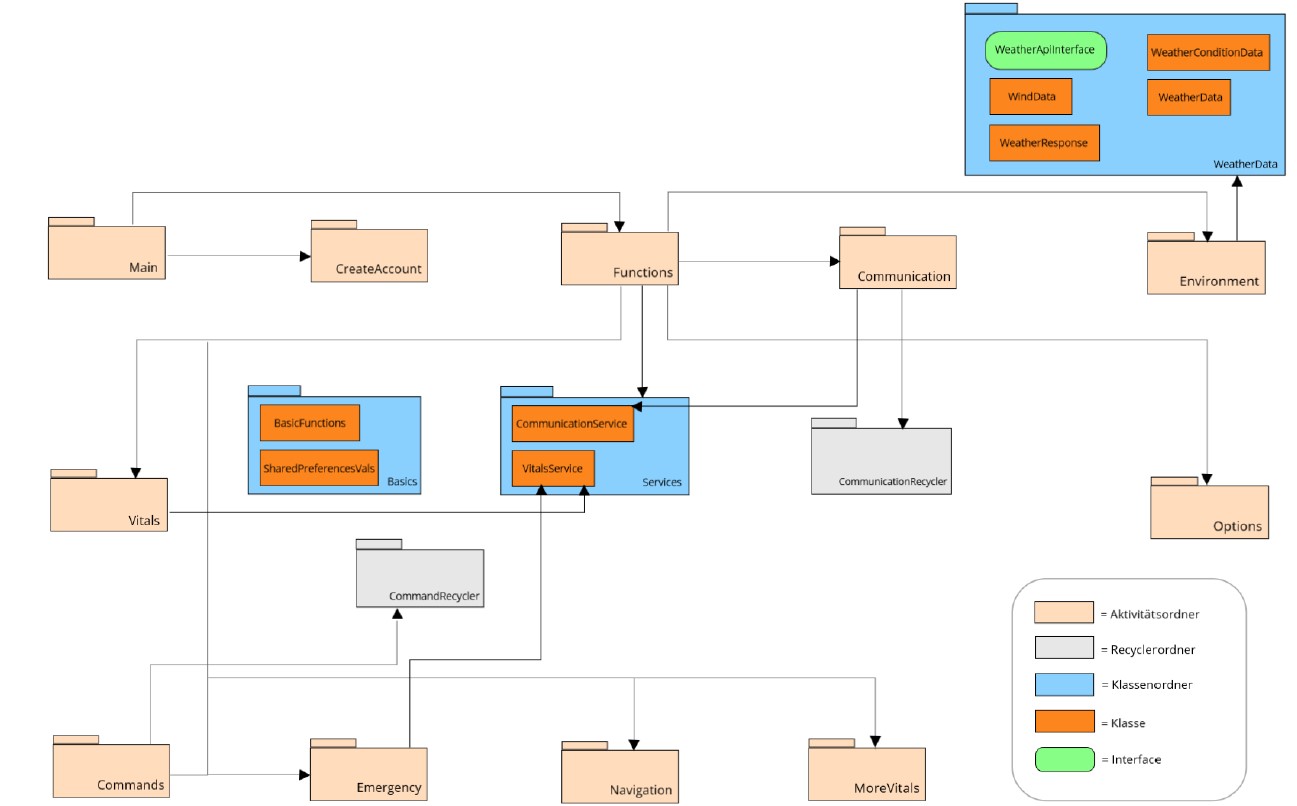 WeatherApiInterface
WeatherConditionData
WindData
WeatherData
WeatherResponse
WeatherData
Main
CreateAccount
Functions
Communication
Environment
BasicFunctions
SharedPreferencesVals
Basics
CommunicationService
VitalsService
Services
CommunicationRecycler
Vitals
Options
CommandRecycler
= Aktivitätsordner
= Recyclerordner
= Klassenordner
= Klasse
= Interface
Commands
Emergency
Navigation
MoreVitals